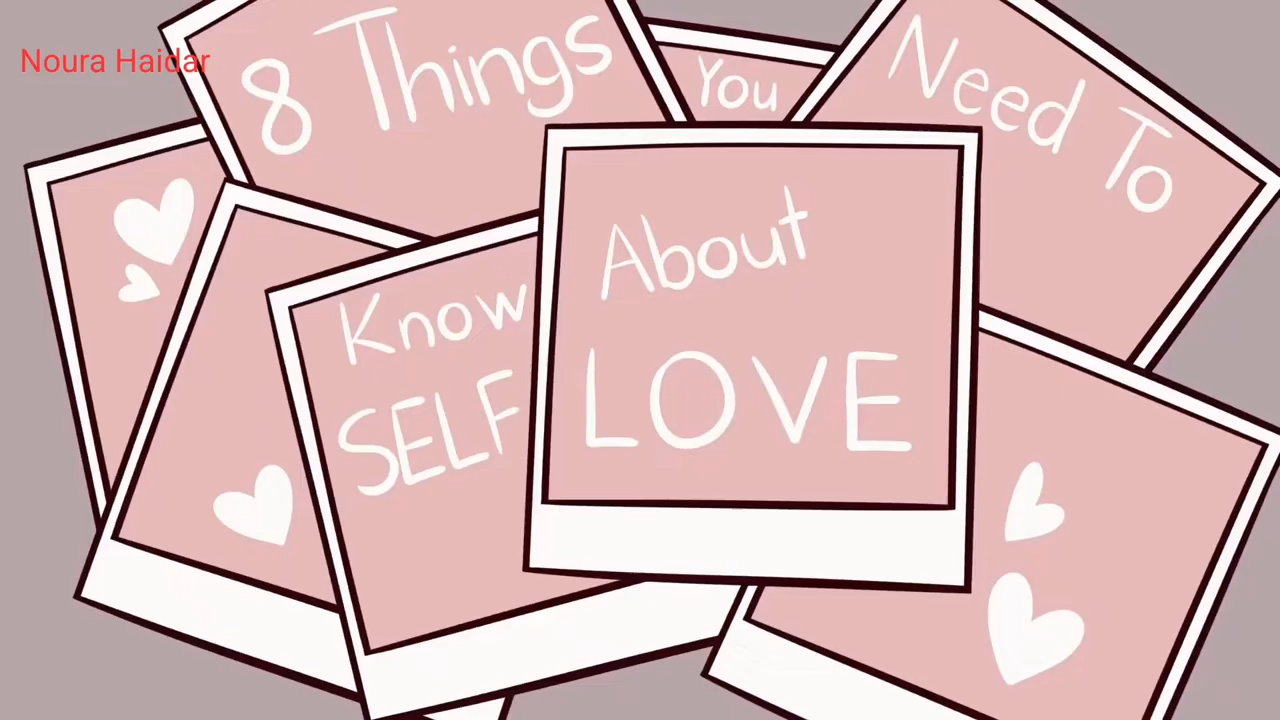 Noura Haidar
8 Things
You
Need To
Know
About
SELF
LOVE